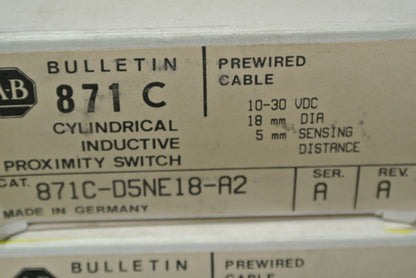 A·B
BULLETIN
871 C
CYLINDRICAL
INDUCTIVE
PROXIMITY SWITCH
PREWIRED
CABLE
10-30 VDC
18 mm DIA
5 mm SENSING
DISTANCE
CAT. 871C-D5NE18-A2
SER.
A
REV.
A
MADE IN GERMANY
BULLETIN
PREWIRED
CABLE